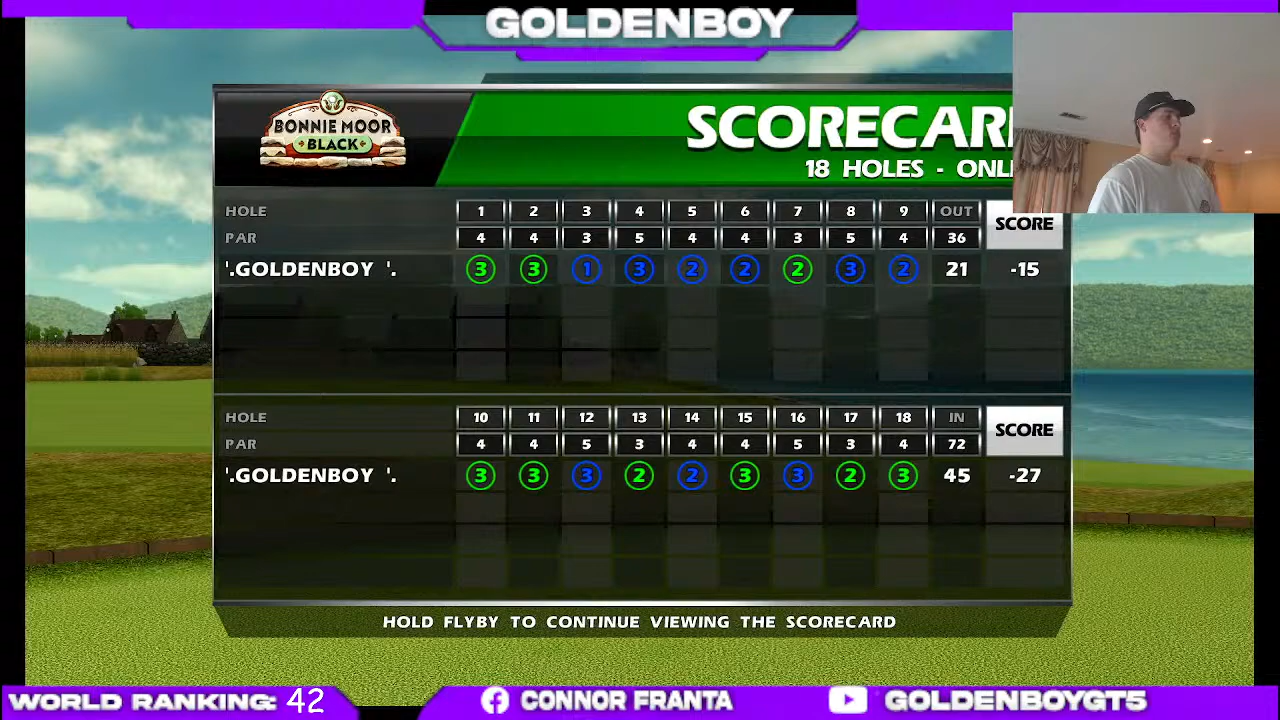 GOLDENBOY
BONNIE MOOR
BLACK
SCORECAR
18 HOLES - ONLI
HOLE 1 2 3 4 5 6 7 8 9 OUT SCORE
PAR 4 4 3 5 4 4 3 5 4 36
'.GOLDENBOY '. 3 3 1 3 2 2 2 3 2 21 -15
HOLE 10 11 12 13 14 15 16 17 18 IN SCORE
PAR 4 4 5 3 4 4 5 3 4 72
'.GOLDENBOY '. 3 3 3 2 2 3 3 2 3 45 -27
HOLD FLYBY TO CONTINUE VIEWING THE SCORECARD
WORLD RANKING: 42 CONNOR FRANTA GOLDENBOYGT5